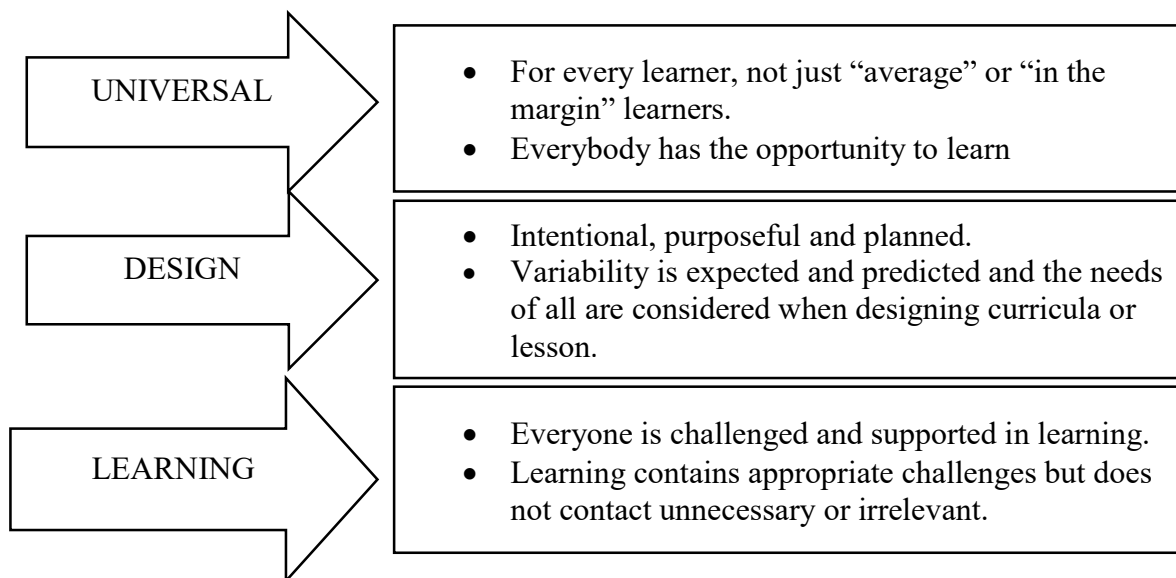 UNIVERSAL
• For every learner, not just “average” or “in the
margin” learners.
• Everybody has the opportunity to learn
DESIGN
• Intentional, purposeful and planned.
• Variability is expected and predicted and the needs
of all are considered when designing curricula or
lesson.
LEARNING
• Everyone is challenged and supported in learning.
• Learning contains appropriate challenges but does
not contact unnecessary or irrelevant.